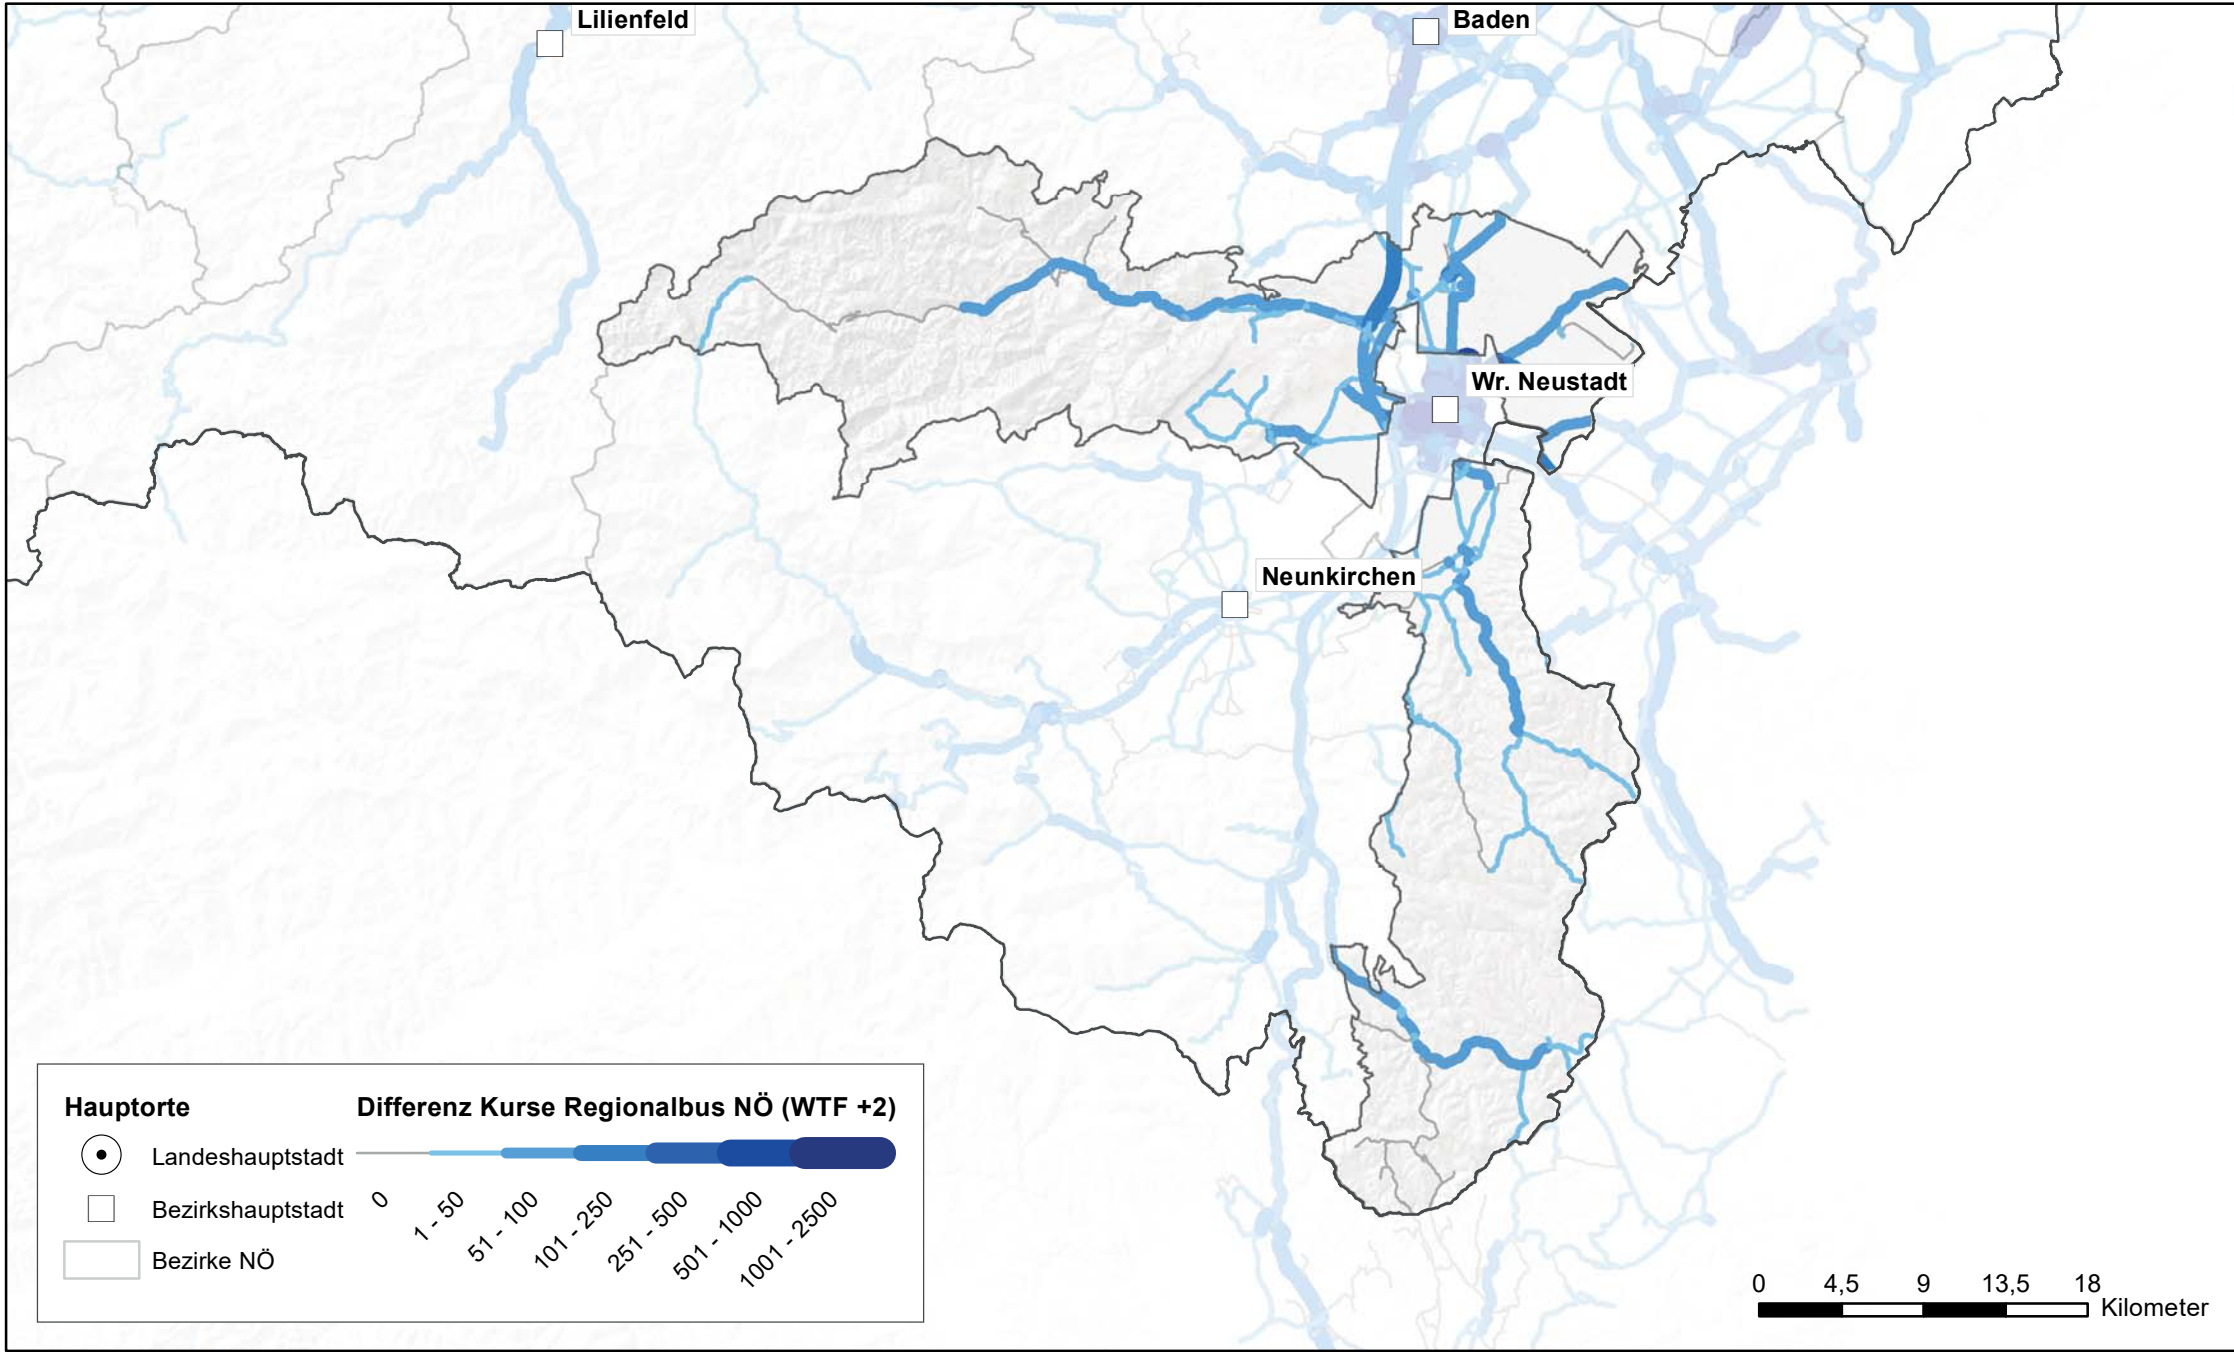 Lilienfeld
Baden
Wr. Neustadt
Neunkirchen
Hauptorte
Landeshauptstadt
Bezirkshauptstadt
Bezirke NÖ
Differenz Kurse Regionalbus NÖ (WTF +2)
0
1 - 50
51 - 100
101 - 250
251 - 500
501 - 1000
1001 - 2500
0 4,5 9 13,5 18
Kilometer